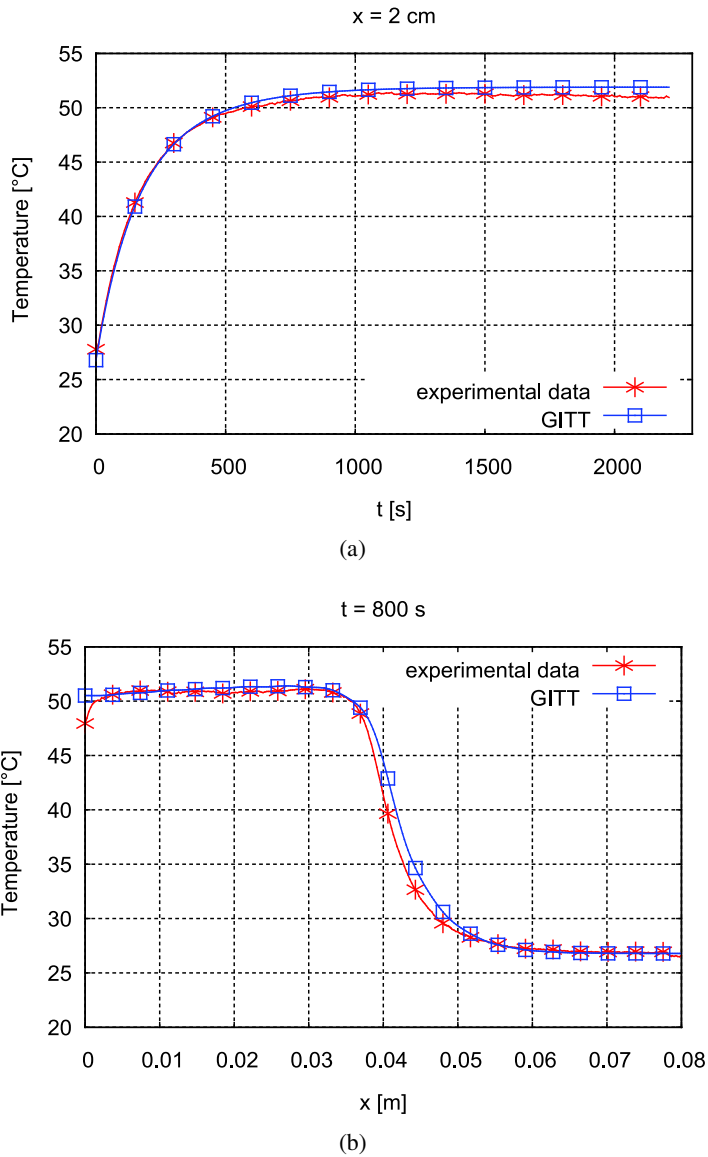 x = 2 cm
55
50
45
40
35
30
25
20
Temperature [°C]
experimental data
GITT
0 500 1000 1500 2000
t [s]
(a)
t = 800 s
55
50
45
40
35
30
25
20
Temperature [°C]
experimental data
GITT
0 0.01 0.02 0.03 0.04 0.05 0.06 0.07 0.08
x [m]
(b)